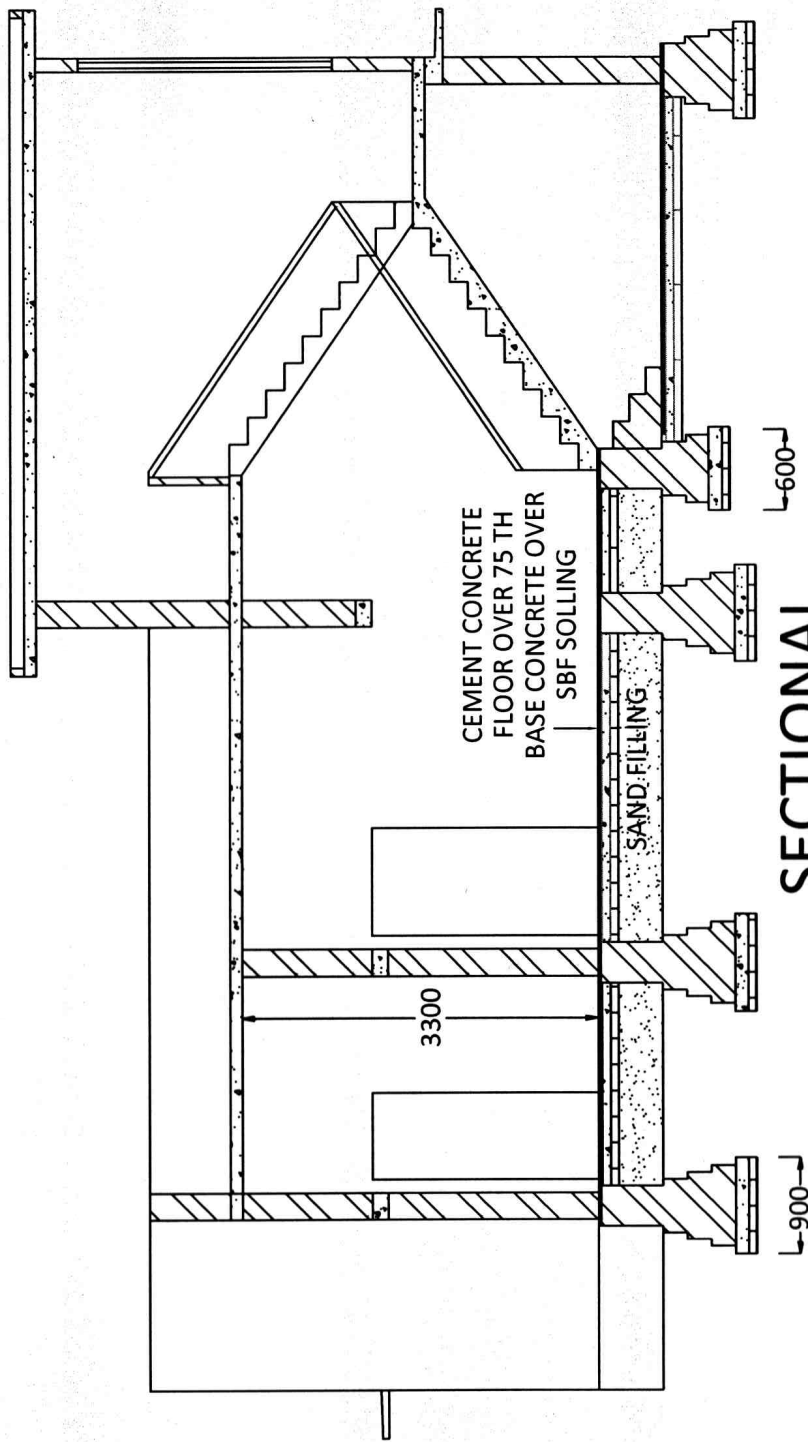 CEMENT CONCRETE
FLOOR OVER 75 TH
BASE CONCRETE OVER
SBF SOLLING
3300
SAND FILLING
900
600
SECTIONAL